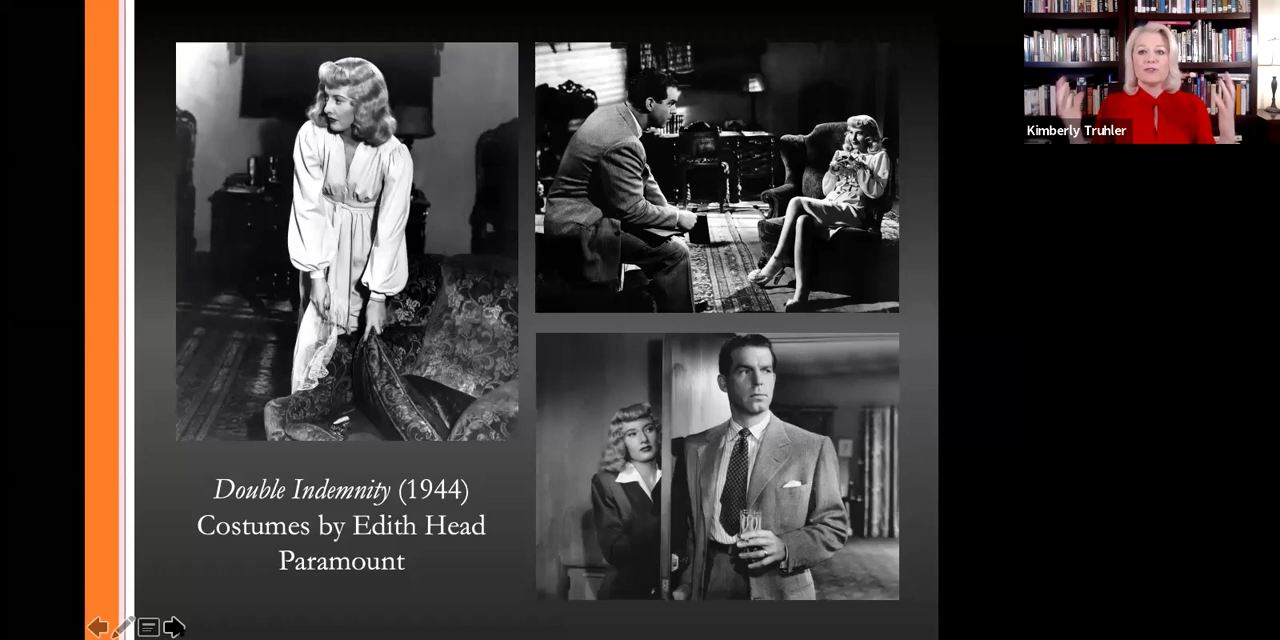 Kimberly Truhler
Double Indemnity (1944)
Costumes by Edith Head
Paramount